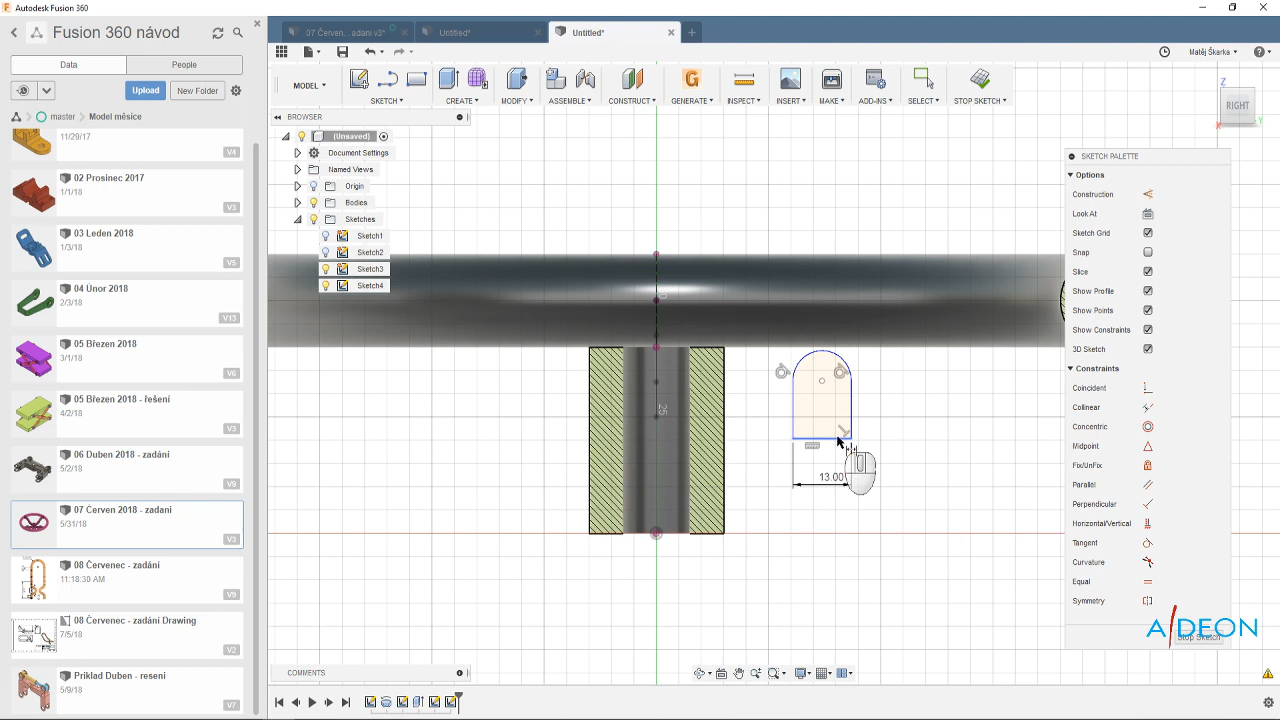 Autodesk Fusion 360
Fusion 360 návod
Data
People
Upload
New Folder
master
Model měsíce
11/29/17
V4
02 Prosinec 2017
1/1/18
V3
03 Leden 2018
1/3/18
V5
04 Únor 2018
2/3/18
V13
05 Březen 2018
3/1/18
V6
05 Březen 2018 - řešení
4/2/18
V3
06 Duben 2018 - zadání
5/2/18
V9
07 Červen 2018 - zadani
5/31/18
V3
08 Červenec - zadání
11:18:30 AM
V9
08 Červenec - zadání Drawing
7/5/18
V2
Priklad Duben - reseni
5/9/18
V7
07 Červen...adani v3*
Untitled*
Untitled*
Matěj Škarka
MODEL
SKETCH
CREATE
MODIFY
ASSEMBLE
CONSTRUCT
GENERATE
INSPECT
INSERT
MAKE
ADD-INS
SELECT
STOP SKETCH
BROWSER
(Unsaved)
Document Settings
Named Views
Origin
Bodies
Sketches
Sketch1
Sketch2
Sketch3
Sketch4
25
13.00
Z
RIGHT
X
Y
SKETCH PALETTE
Options
Construction
Look At
Sketch Grid
Snap
Slice
Show Profile
Show Points
Show Constraints
3D Sketch
Constraints
Coincident
Collinear
Concentric
Midpoint
Fix/UnFix
Parallel
Perpendicular
Horizontal/Vertical
Tangent
Curvature
Equal
Symmetry
Stop Sketch
A/DEON
COMMENTS